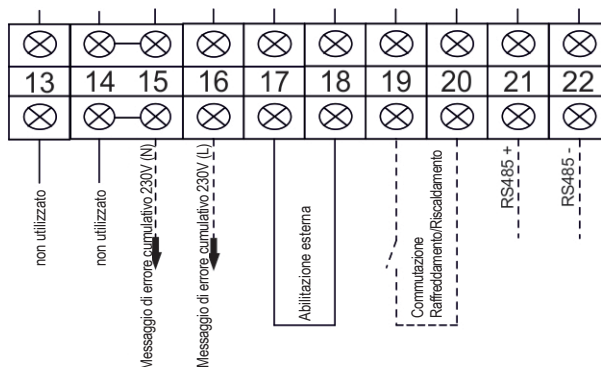 13 14 15 16 17 18 19 20 21 22
non utilizzato
non utilizzato
Messaggio di errore cumulativo 230V (N)
Messaggio di errore cumulativo 230V (L)
Abilitazione esterna
Commutazione
Raffreddamento/Riscaldamento
RS485 +
RS485 -